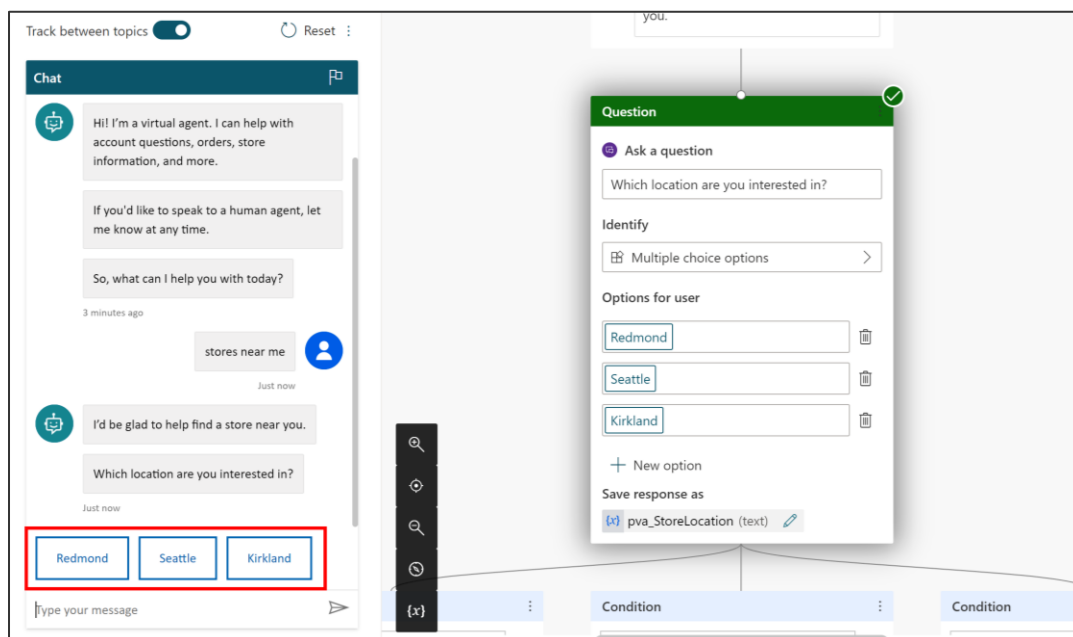 Track between topics
Reset
Chat
Hi! I'm a virtual agent. I can help with
account questions, orders, store
information, and more.
If you'd like to speak to a human agent, let
me know at any time.
So, what can I help you with today?
3 minutes ago
stores near me
Just now
I'd be glad to help find a store near you.
Which location are you interested in?
Just now
Redmond
Seattle
Kirkland
Type your message
{x}
you.
Question
Ask a question
Which location are you interested in?
Identify
Multiple choice options
Options for user
Redmond
Seattle
Kirkland
+ New option
Save response as
{x} pva_StoreLocation (text)
Condition
Condition